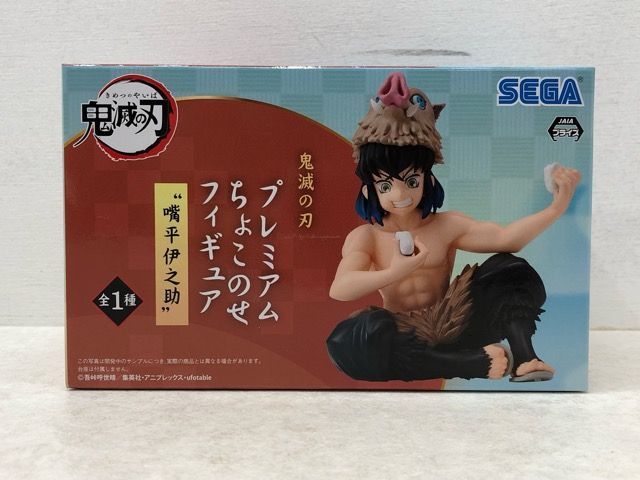 きめつのやいば
鬼滅の刃
SEGA
JAIA
プライズ
鬼滅の刃
プレミアム
ちょこのせ
フィギュア
“嘴平伊之助”
全1種
この写真は開発中のサンプルにつき、実際の商品とは異なる場合があります。
台座は付属しません。
©吾峠呼世晴／集英社・アニプレックス・ufotable